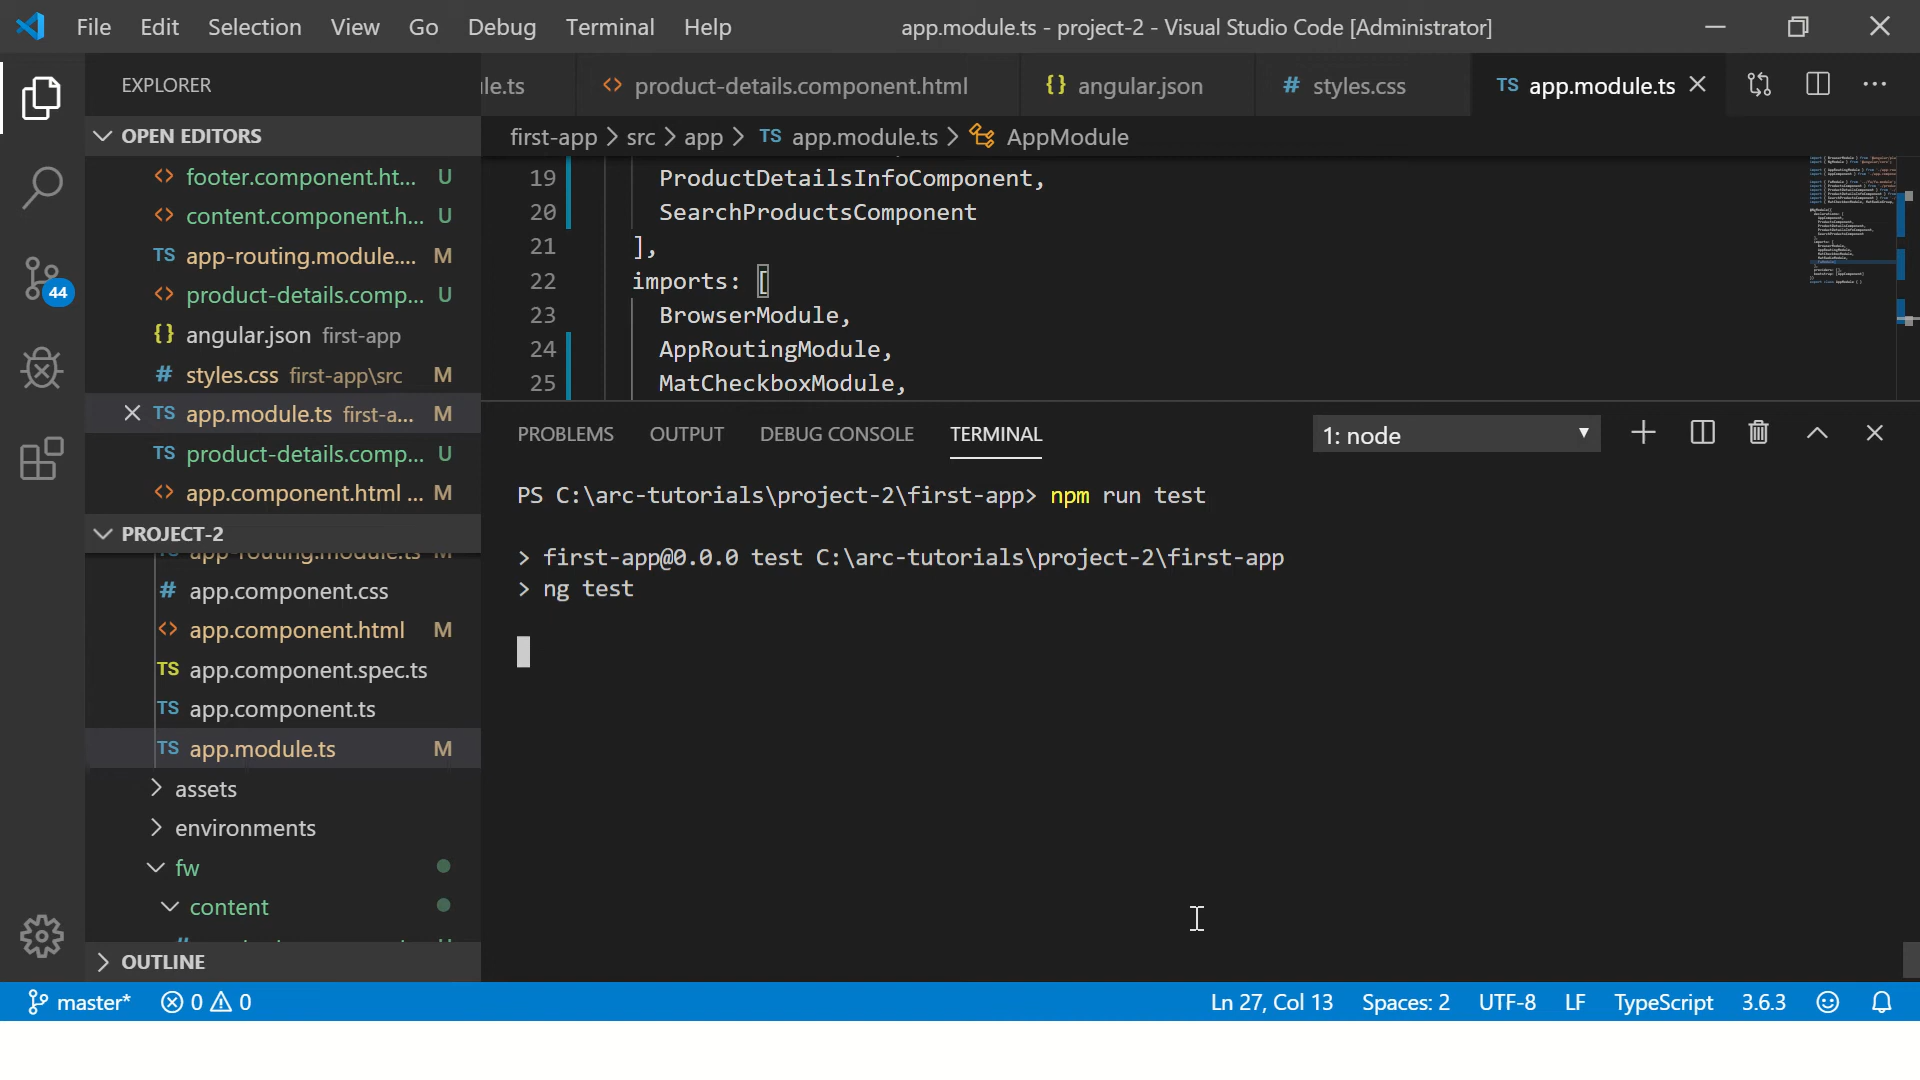 File Edit Selection View Go Debug Terminal Help app.module.ts - project-2 - Visual Studio Code [Administrator]
EXPLORER
le.ts <> product-details.component.html {} angular.json # styles.css TS app.module.ts
OPEN EDITORS
<> footer.component.ht... U
<> content.component.h... U
TS app-routing.module.... M
<> product-details.comp... U
{} angular.json first-app
# styles.css first-app\src M
TS app.module.ts first-a... M
TS product-details.comp... U
<> app.component.html ... M
PROJECT-2
TS app-routing.module.ts M
# app.component.css
<> app.component.html M
TS app.component.spec.ts
TS app.component.ts
TS app.module.ts M
> assets
> environments
fw
content
> OUTLINE
44
first-app > src > app > TS app.module.ts > AppModule
19 ProductDetailsInfoComponent,
20 SearchProductsComponent
21 ],
22 imports: [
23 BrowserModule,
24 AppRoutingModule,
25 MatCheckboxModule,
PROBLEMS OUTPUT DEBUG CONSOLE TERMINAL 1: node
PS C:\arc-tutorials\project-2\first-app> npm run test
> first-app@0.0.0 test C:\arc-tutorials\project-2\first-app
> ng test
master* 0 0 Ln 27, Col 13 Spaces: 2 UTF-8 LF TypeScript 3.6.3